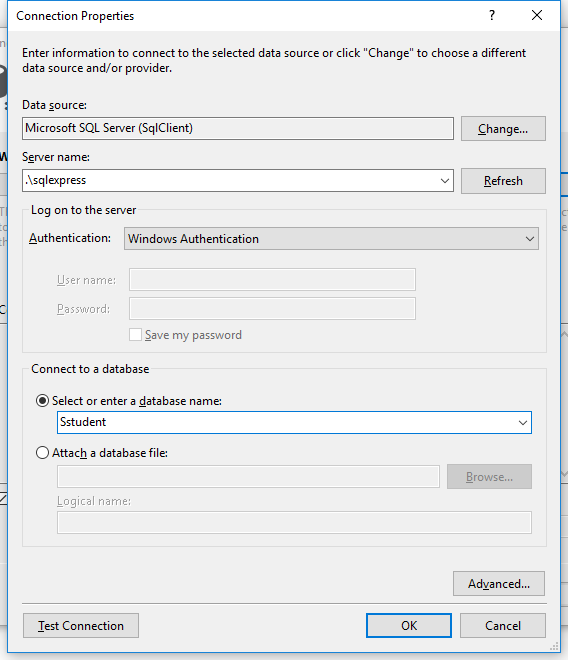 Connection Properties
?
Enter information to connect to the selected data source or click "Change" to choose a different
data source and/or provider.
Data source:
Microsoft SQL Server (SqlClient)
Change...
Server name:
.\sqlexpress
Refresh
Log on to the server
Authentication:
Windows Authentication
User name:
Password:
Save my password
Connect to a database
Select or enter a database name:
Sstudent
Attach a database file:
Browse...
Logical name:
Advanced...
Test Connection
OK
Cancel